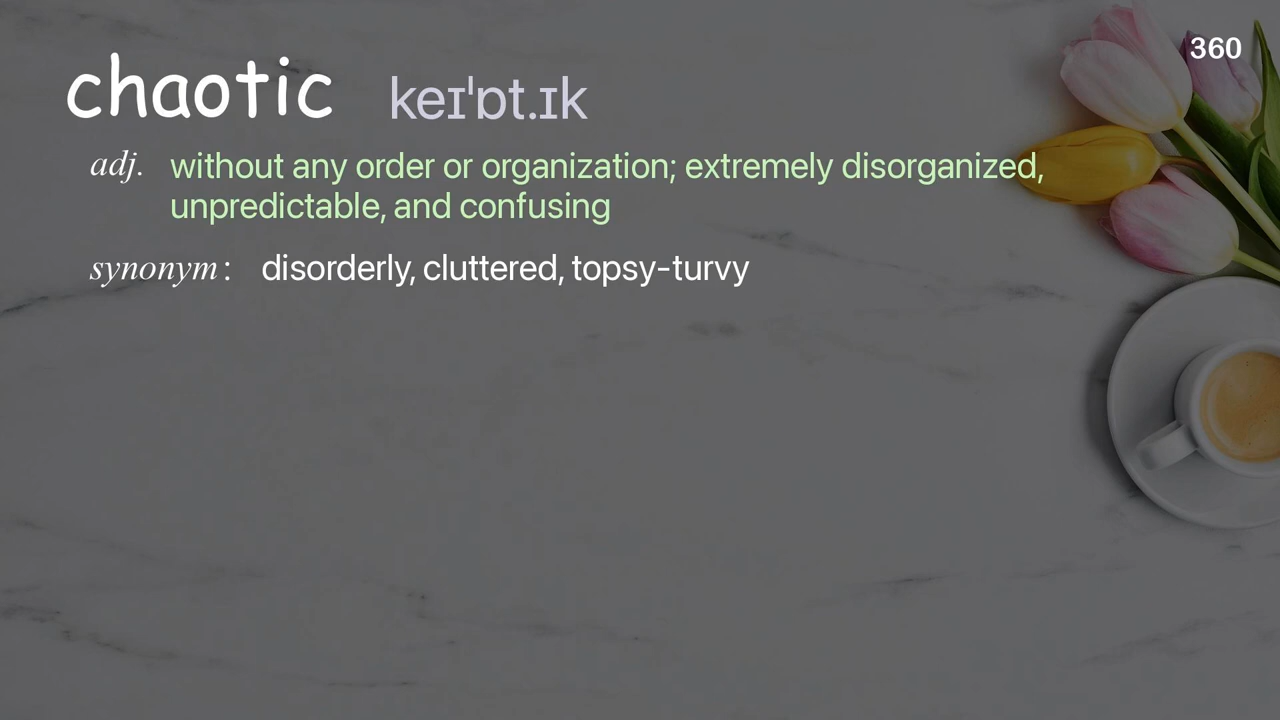 360
chaotic keɪˈɒt.ɪk
adj. without any order or organization; extremely disorganized,
unpredictable, and confusing
synonym : disorderly, cluttered, topsy-turvy